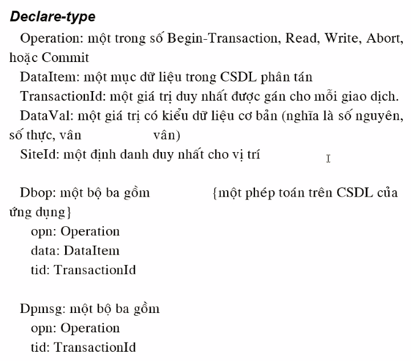 Declare-type
Operation: một trong số Begin-Transaction, Read, Write, Abort,
hoặc Commit
DataItem: một mục dữ liệu trong CSDL phân tán
TransactionId: một giá trị duy nhất được gán cho mỗi giao dịch.
DataVal: một giá trị có kiểu dữ liệu cơ bản (nghĩa là số nguyên,
số thực, vân vân)
SiteId: một định danh duy nhất cho vị trí
Dbop: một bộ ba gồm {một phép toán trên CSDL của
ứng dụng}
opn: Operation
data: DataItem
tid: TransactionId
Dpmsg: một bộ ba gồm
opn: Operation
tid: TransactionId